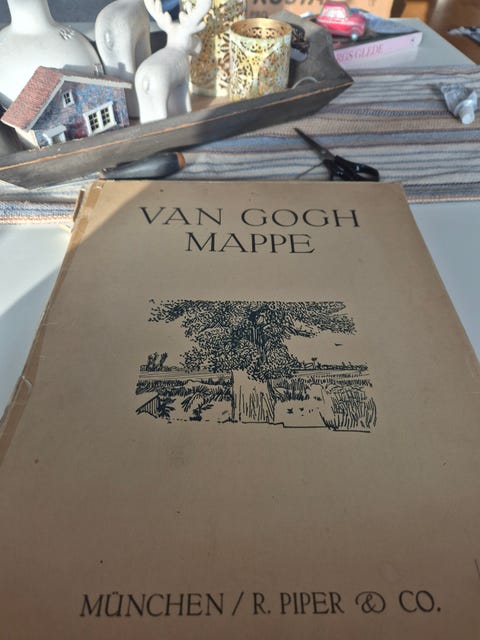 VAN GOGH
MAPPE
MÜNCHEN / R. PIPER & CO.